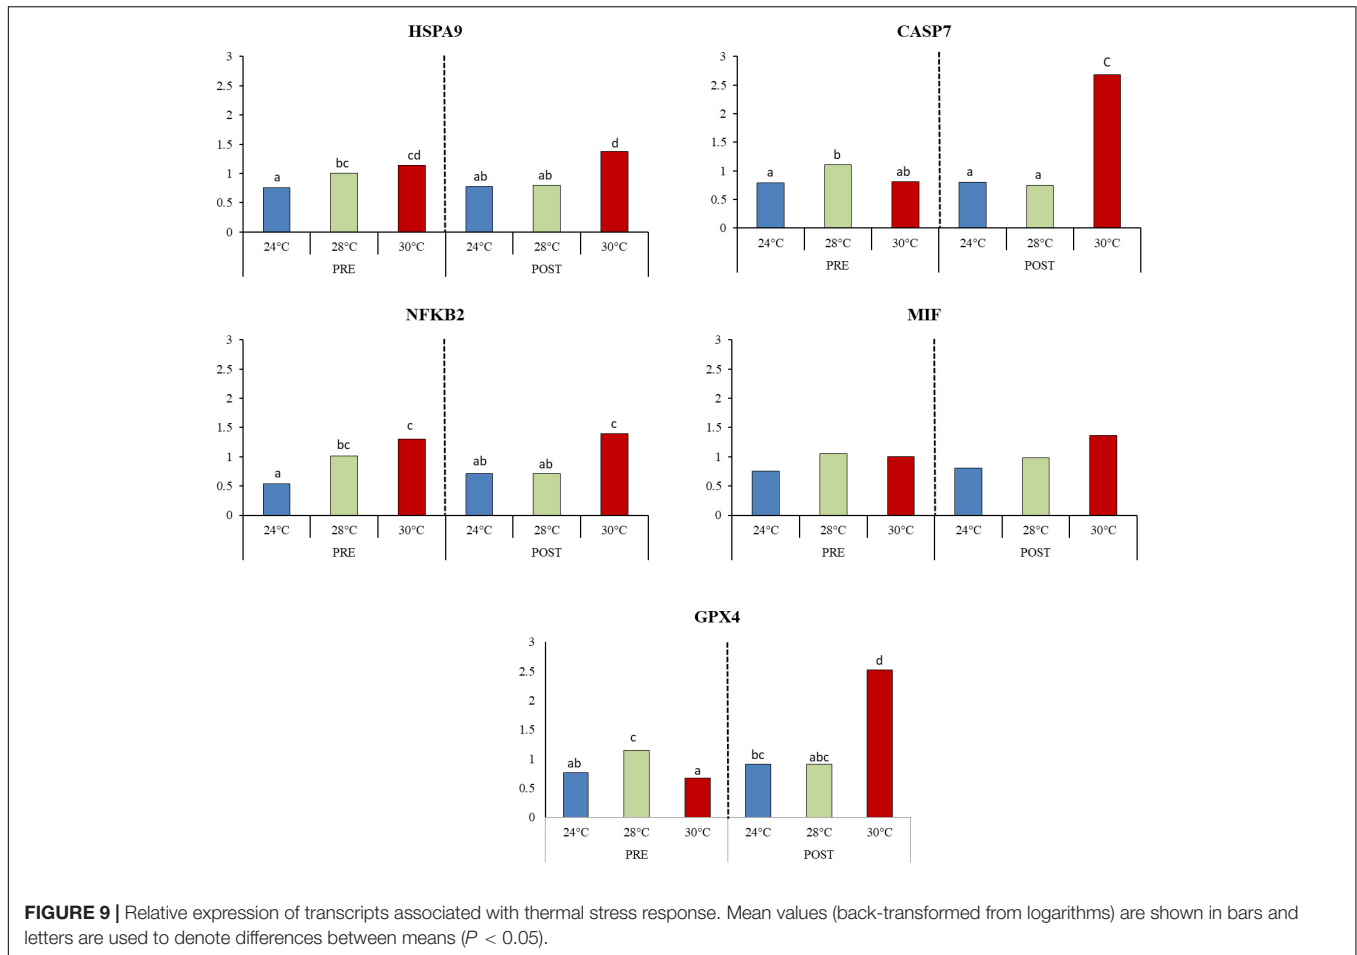 HSPA9
3
2.5
2
1.5
1
0.5
0
a
bc
cd
ab
ab
d
24°C 28°C 30°C 24°C 28°C 30°C
PRE POST
CASP7
3
2.5
2
1.5
1
0.5
0
a
b
ab
a
a
C
24°C 28°C 30°C 24°C 28°C 30°C
PRE POST
NFKB2
3
2.5
2
1.5
1
0.5
0
a
bc
c
ab
ab
c
24°C 28°C 30°C 24°C 28°C 30°C
PRE POST
MIF
3
2.5
2
1.5
1
0.5
0
24°C 28°C 30°C 24°C 28°C 30°C
PRE POST
GPX4
3
2.5
2
1.5
1
0.5
0
ab
c
a
bc
abc
d
24°C 28°C 30°C 24°C 28°C 30°C
PRE POST
FIGURE 9 | Relative expression of transcripts associated with thermal stress response. Mean values (back-transformed from logarithms) are shown in bars and
letters are used to denote differences between means (P < 0.05).